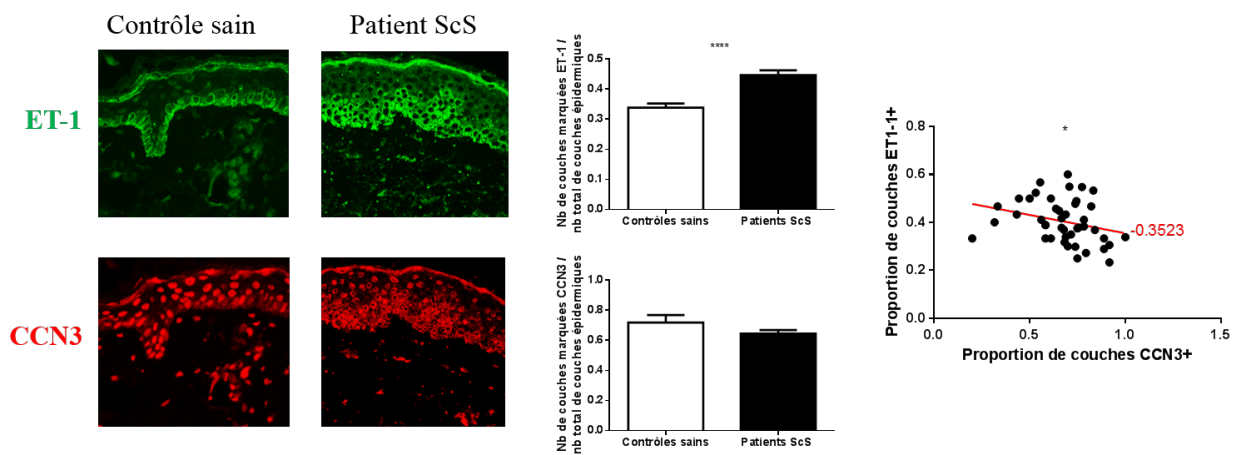 Contrôle sain
Patient ScS
ET-1
CCN3
Nb de couches marquées ET-1 /
nb total de couches épidermiques
0.5
0.4
0.3
0.2
0.1
0.0
****
Contrôles sains
Patients ScS
Nb de couches marquées CCN3 /
nb total de couches épidermiques
1.0
0.8
0.6
0.4
0.2
0.0
Contrôles sains
Patients ScS
Proportion de couches ET1-1+
0.8
0.6
0.4
0.2
0.0
*
-0.3523
0.0
0.5
1.0
1.5
Proportion de couches CCN3+